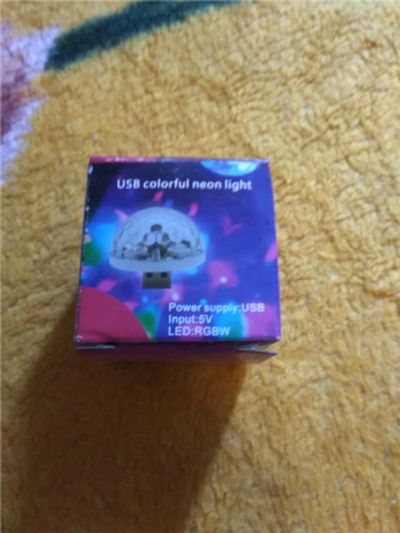 USB colorful neon light
Power supply:USB
Input:5V
LED:RGBW